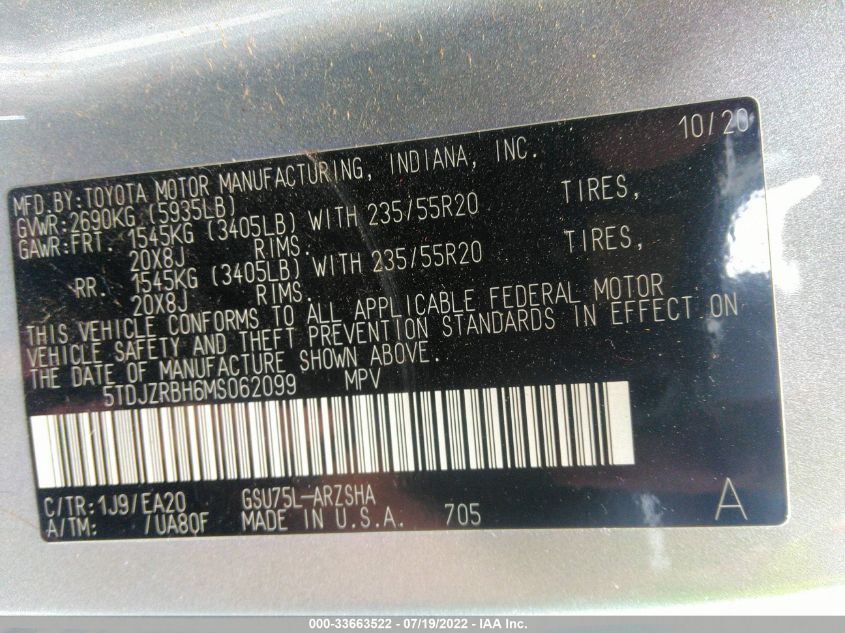 10/20
MFD.BY:TOYOTA MOTOR MANUFACTURING, INDIANA, INC.
GVWR:2690KG (5935LB)
GAWR:FRT. 1545KG (3405LB) WITH 235/55R20 TIRES,
20X8J RIMS.
RR. 1545KG (3405LB) WITH 235/55R20 TIRES,
20X8J RIMS.
THIS VEHICLE CONFORMS TO ALL APPLICABLE FEDERAL MOTOR
VEHICLE SAFETY AND THEFT PREVENTION STANDARDS IN EFFECT ON
THE DATE OF MANUFACTURE SHOWN ABOVE.
5TDJZRBH6MS062099 MPV
C/TR:1J9/EA20 GSU75L-ARZSHA
A/TM: /UA80F MADE IN U.S.A. 705 A
000-33663522 - 07/19/2022 - IAA Inc.